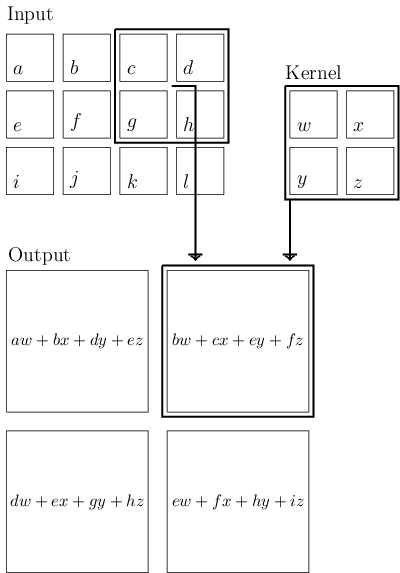 Input
a b c d
Kernel
e f g h
w x
i j k l
y z
Output
aw + bx + dy + ez
bw + cx + ey + fz
dw + ex + gy + hz
ew + fx + hy + iz